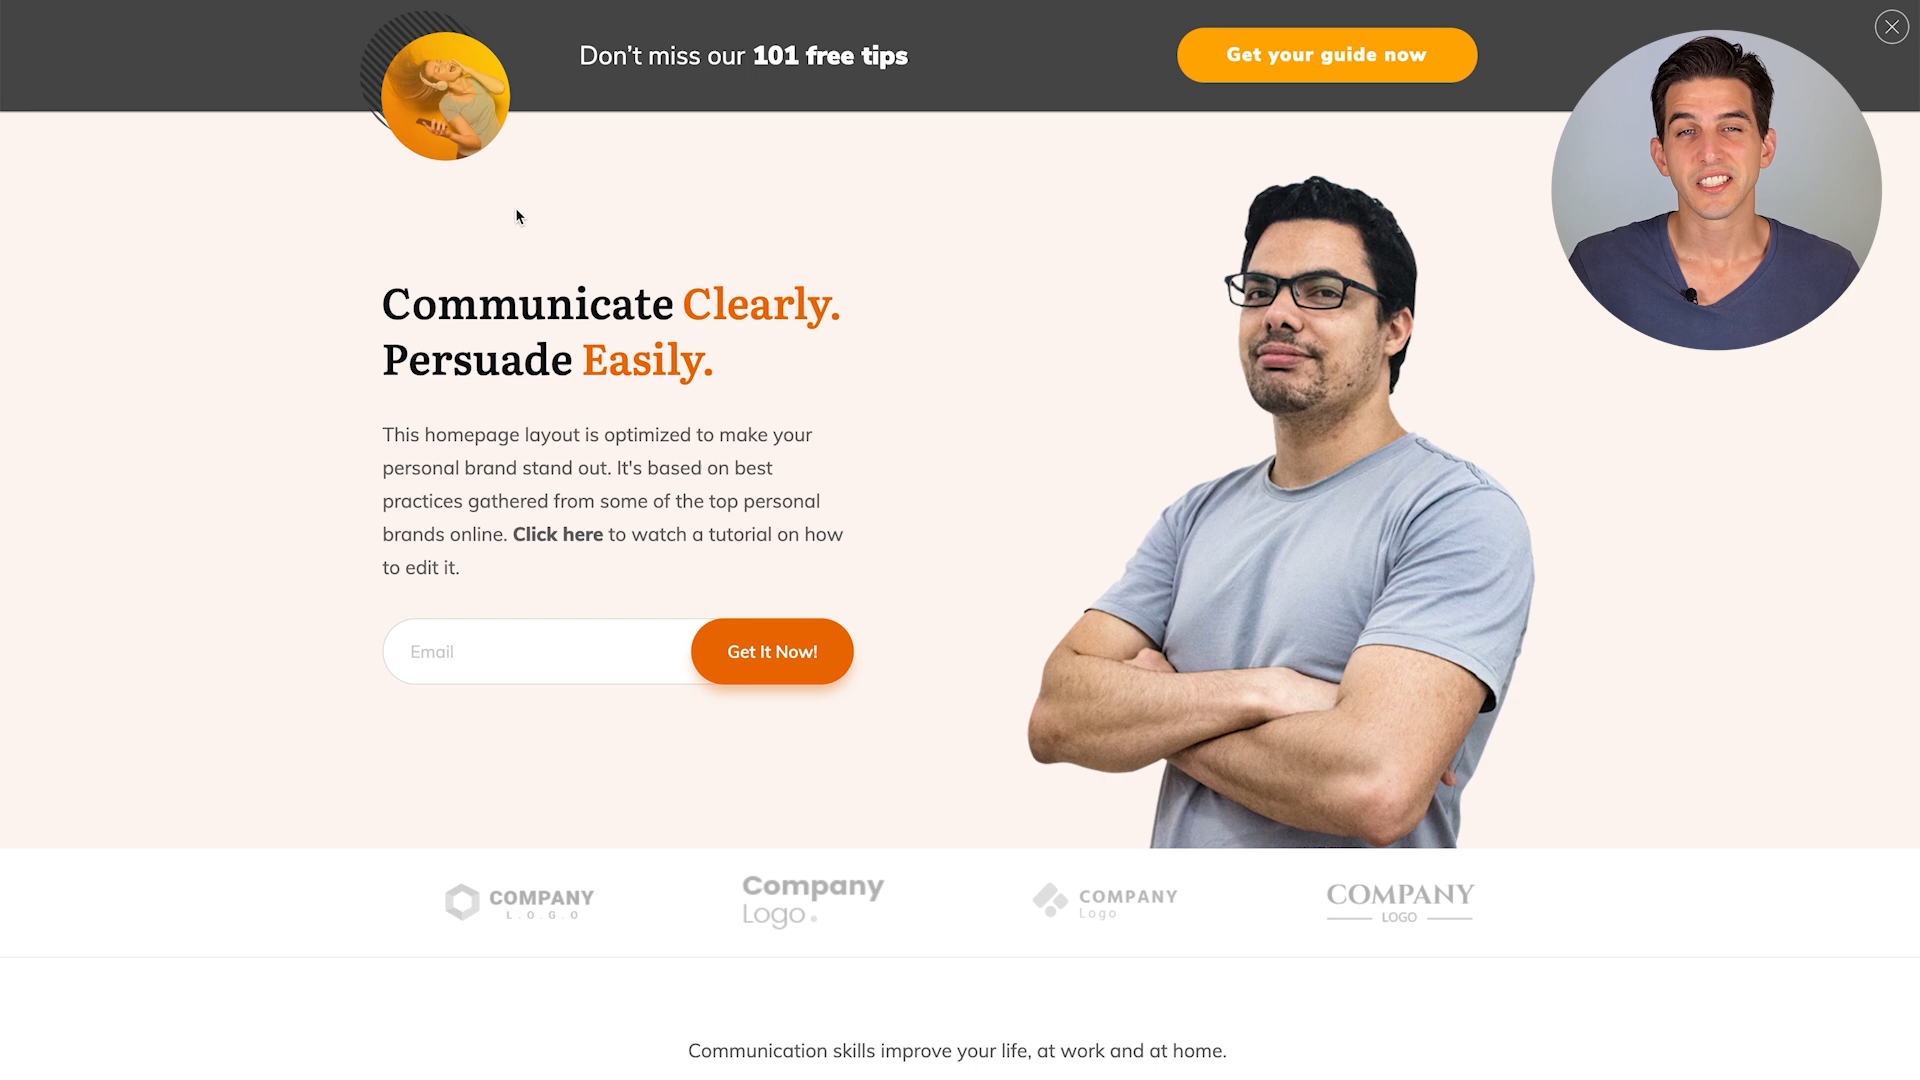 Don't miss our 101 free tips
Get your guide now
Communicate Clearly.
Persuade Easily.
This homepage layout is optimized to make your
personal brand stand out. It's based on best
practices gathered from some of the top personal
brands online. Click here to watch a tutorial on how
to edit it.
Email
Get It Now!
COMPANY
L.O.G.O
Company
Logo.
COMPANY
Logo
COMPANY
LOGO
Communication skills improve your life, at work and at home.